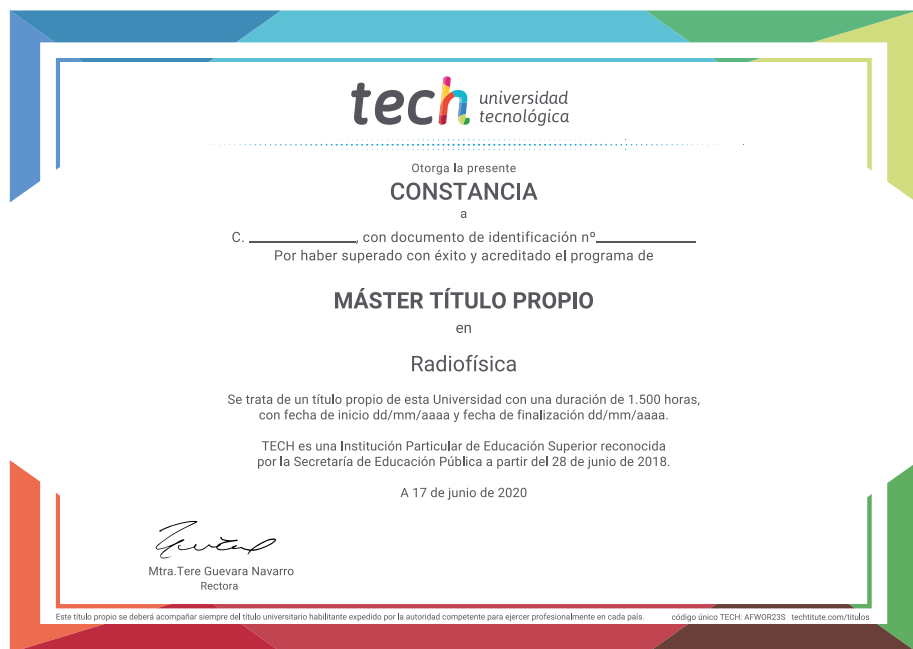 tech universidad
tecnológica
Otorga la presente
CONSTANCIA
a
C. ____________, con documento de identificación nº____________
Por haber superado con éxito y acreditado el programa de
MÁSTER TÍTULO PROPIO
en
Radiofísica
Se trata de un título propio de esta Universidad con una duración de 1.500 horas,
con fecha de inicio dd/mm/aaaa y fecha de finalización dd/mm/aaaa.
TECH es una Institución Particular de Educación Superior reconocida
por la Secretaría de Educación Pública a partir del 28 de junio de 2018.
A 17 de junio de 2020
Mtra.Tere Guevara Navarro
Rectora
Este título propio se deberá acompañar siempre del título universitario habilitante expedido por la autoridad competente para ejercer profesionalmente en cada país. código único TECH: AFWOR23S techtitute.com/titulos